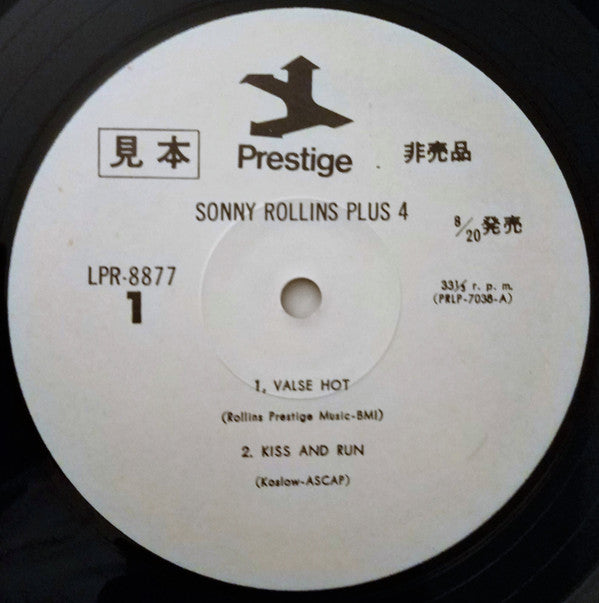 見本
Prestige
非売品
SONNY ROLLINS PLUS 4
8/20発売
LPR-8877
1
33⅓ r. p. m.
(PRLP-7038-A)
1. VALSE HOT
(Rollins Prestige Music-BMI)
2. KISS AND RUN
(Koslow-ASCAP)